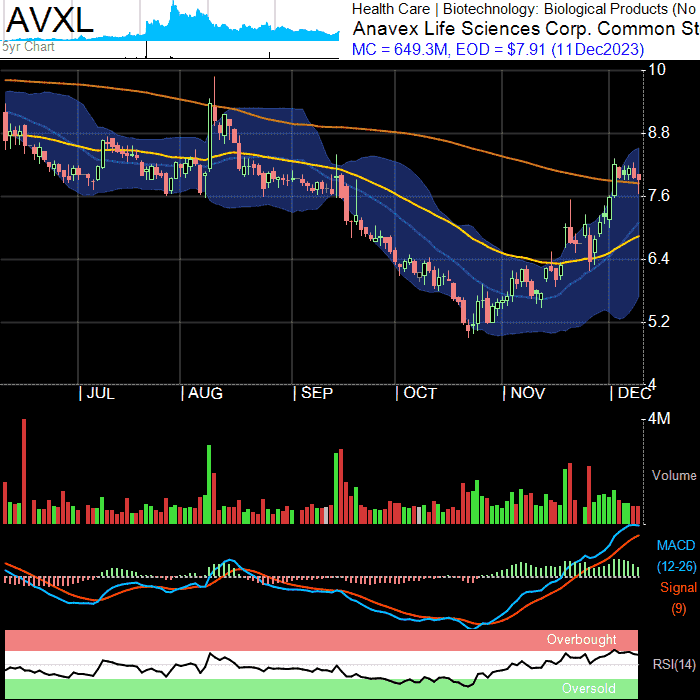 AVXL
5yr Chart
Health Care | Biotechnology: Biological Products (No
Anavex Life Sciences Corp. Common St
MC = 649.3M, EOD = $7.91 (11Dec2023)
10
8.8
7.6
6.4
5.2
4
| JUL | AUG | SEP | OCT | NOV | DEC
4M
Volume
MACD
(12-26)
Signal
(9)
Overbought
RSI(14)
Oversold